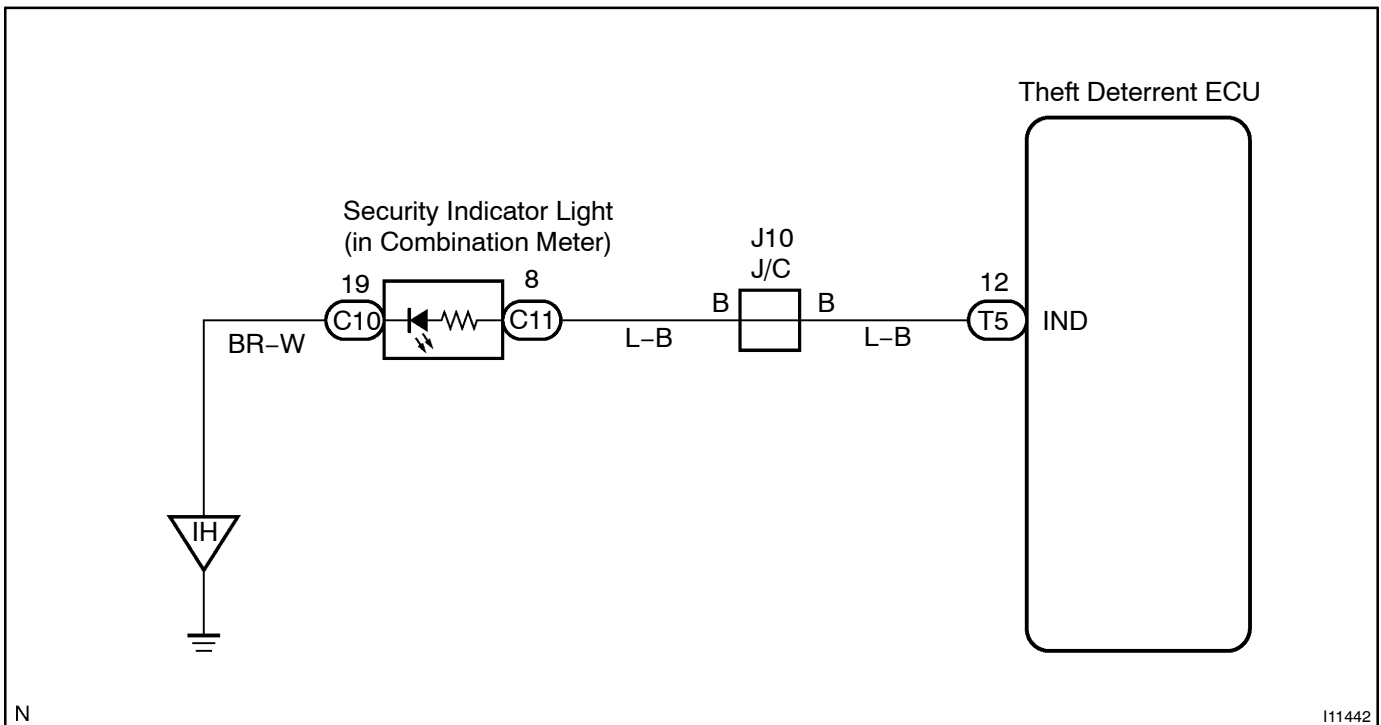 Theft Deterrent ECU
Security Indicator Light
(in Combination Meter)
J10
J/C
19
8
12
C10
C11
B
B
T5
IND
BR−W
L−B
L−B
IH
N
I11442